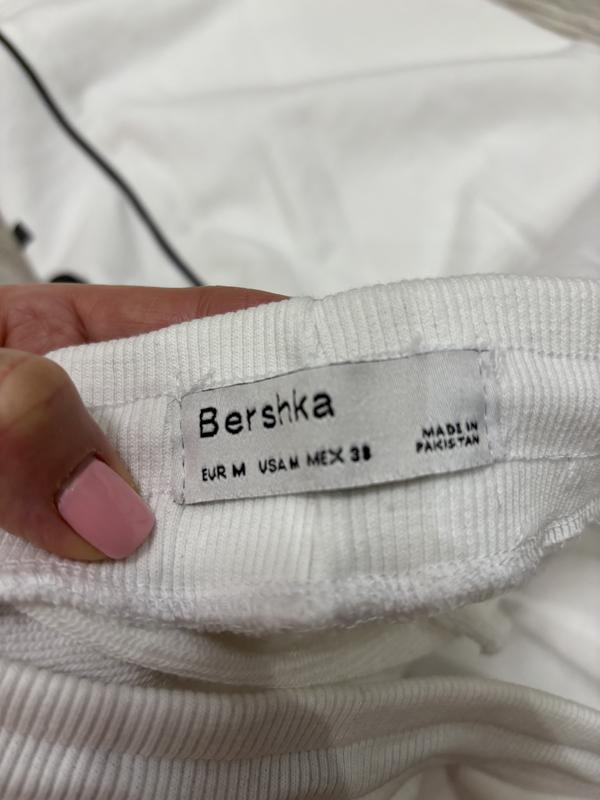 Bershka
EUR M USA M MEX 38
MADE IN
PAKISTAN